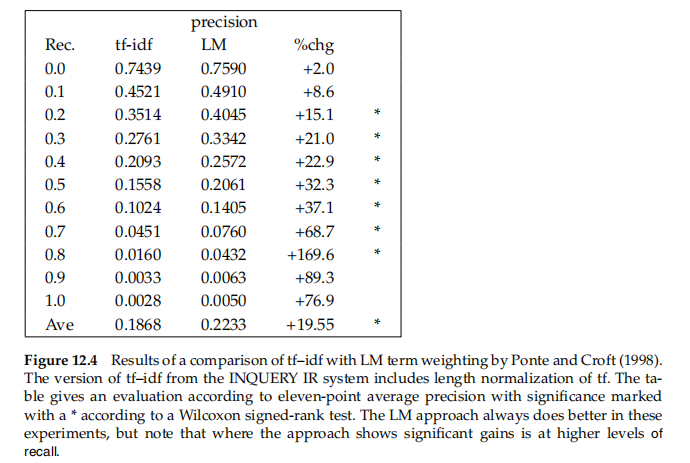 precision
Rec. tf-idf LM %chg
0.0 0.7439 0.7590 +2.0
0.1 0.4521 0.4910 +8.6
0.2 0.3514 0.4045 +15.1 *
0.3 0.2761 0.3342 +21.0 *
0.4 0.2093 0.2572 +22.9 *
0.5 0.1558 0.2061 +32.3 *
0.6 0.1024 0.1405 +37.1 *
0.7 0.0451 0.0760 +68.7 *
0.8 0.0160 0.0432 +169.6 *
0.9 0.0033 0.0063 +89.3
1.0 0.0028 0.0050 +76.9
Ave 0.1868 0.2233 +19.55 *
Figure 12.4 Results of a comparison of tf–idf with LM term weighting by Ponte and Croft (1998).
The version of tf–idf from the INQUERY IR system includes length normalization of tf. The ta-
ble gives an evaluation according to eleven-point average precision with significance marked
with a * according to a Wilcoxon signed-rank test. The LM approach always does better in these
experiments, but note that where the approach shows significant gains is at higher levels of
recall.